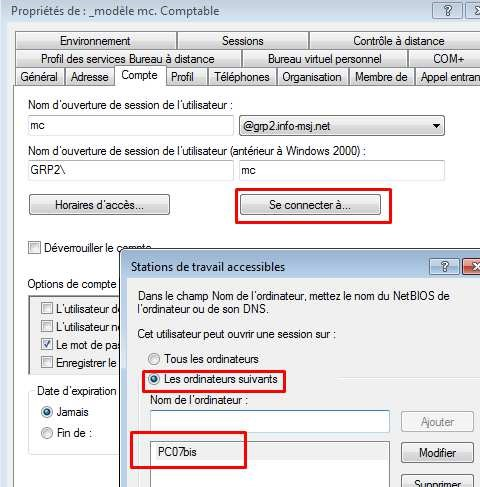 Propriétés de : _modèle mc. Comptable
Environnement Sessions Contrôle à distance
Profil des services Bureau à distance Bureau virtuel personnel COM+
Général Adresse Compte Profil Téléphones Organisation Membre de Appel entran
Nom d'ouverture de session de l'utilisateur :
mc @grp2.info-msj.net
Nom d'ouverture de session de l'utilisateur (antérieur à Windows 2000) :
GRP2\ mc
Horaires d'accès... Se connecter à...
Déverrouiller le compte
Stations de travail accessibles
Options de compte
Dans le champ Nom de l'ordinateur, mettez le nom du NetBIOS de
l'ordinateur ou de son DNS.
L'utilisateur d
L'utilisateur ne
Le mot de pas
Enregistrer le
Cet utilisateur peut ouvrir une session sur :
Tous les ordinateurs
Les ordinateurs suivants
Date d'expiration
Jamais
Fin de :
Nom de l'ordinateur :
Ajouter
PC07bis
Modifier
Supprimer